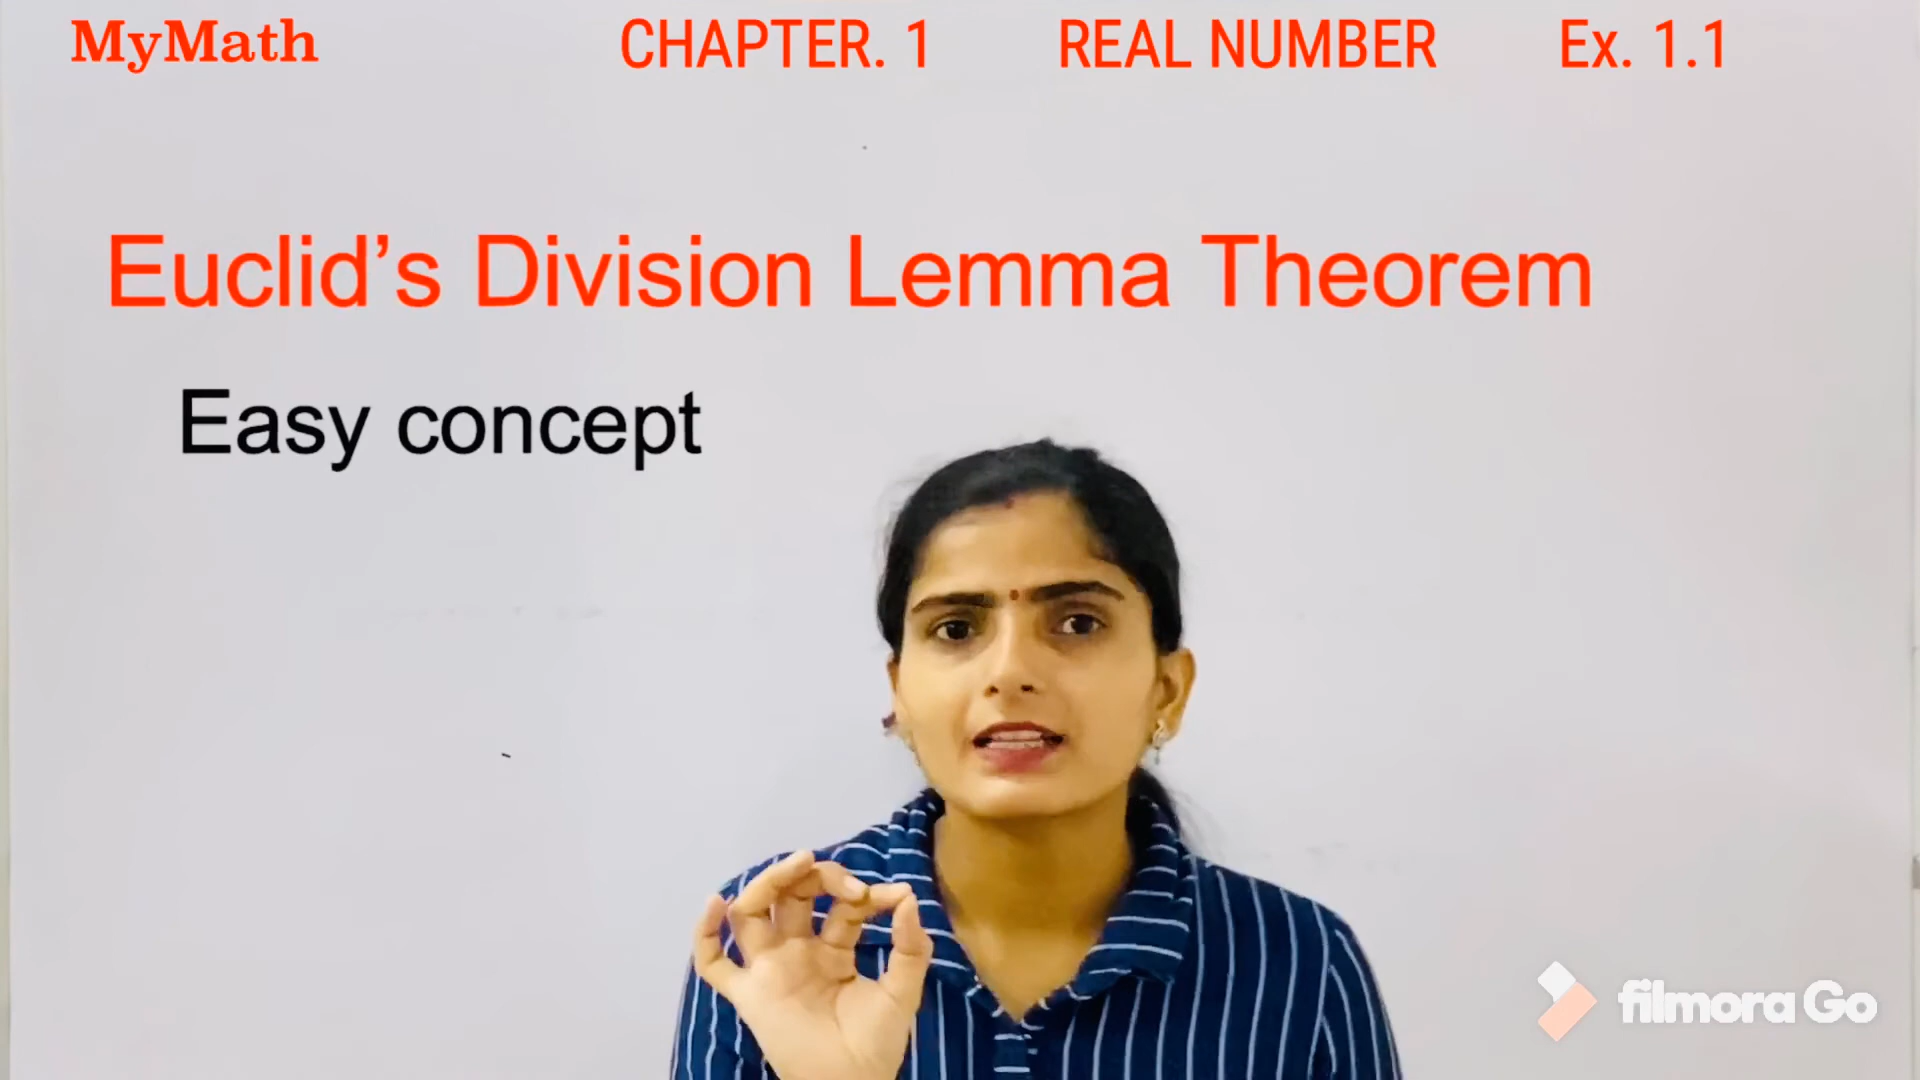 MyMath CHAPTER. 1 REAL NUMBER Ex. 1.1
Euclid’s Division Lemma Theorem
Easy concept
filmora Go